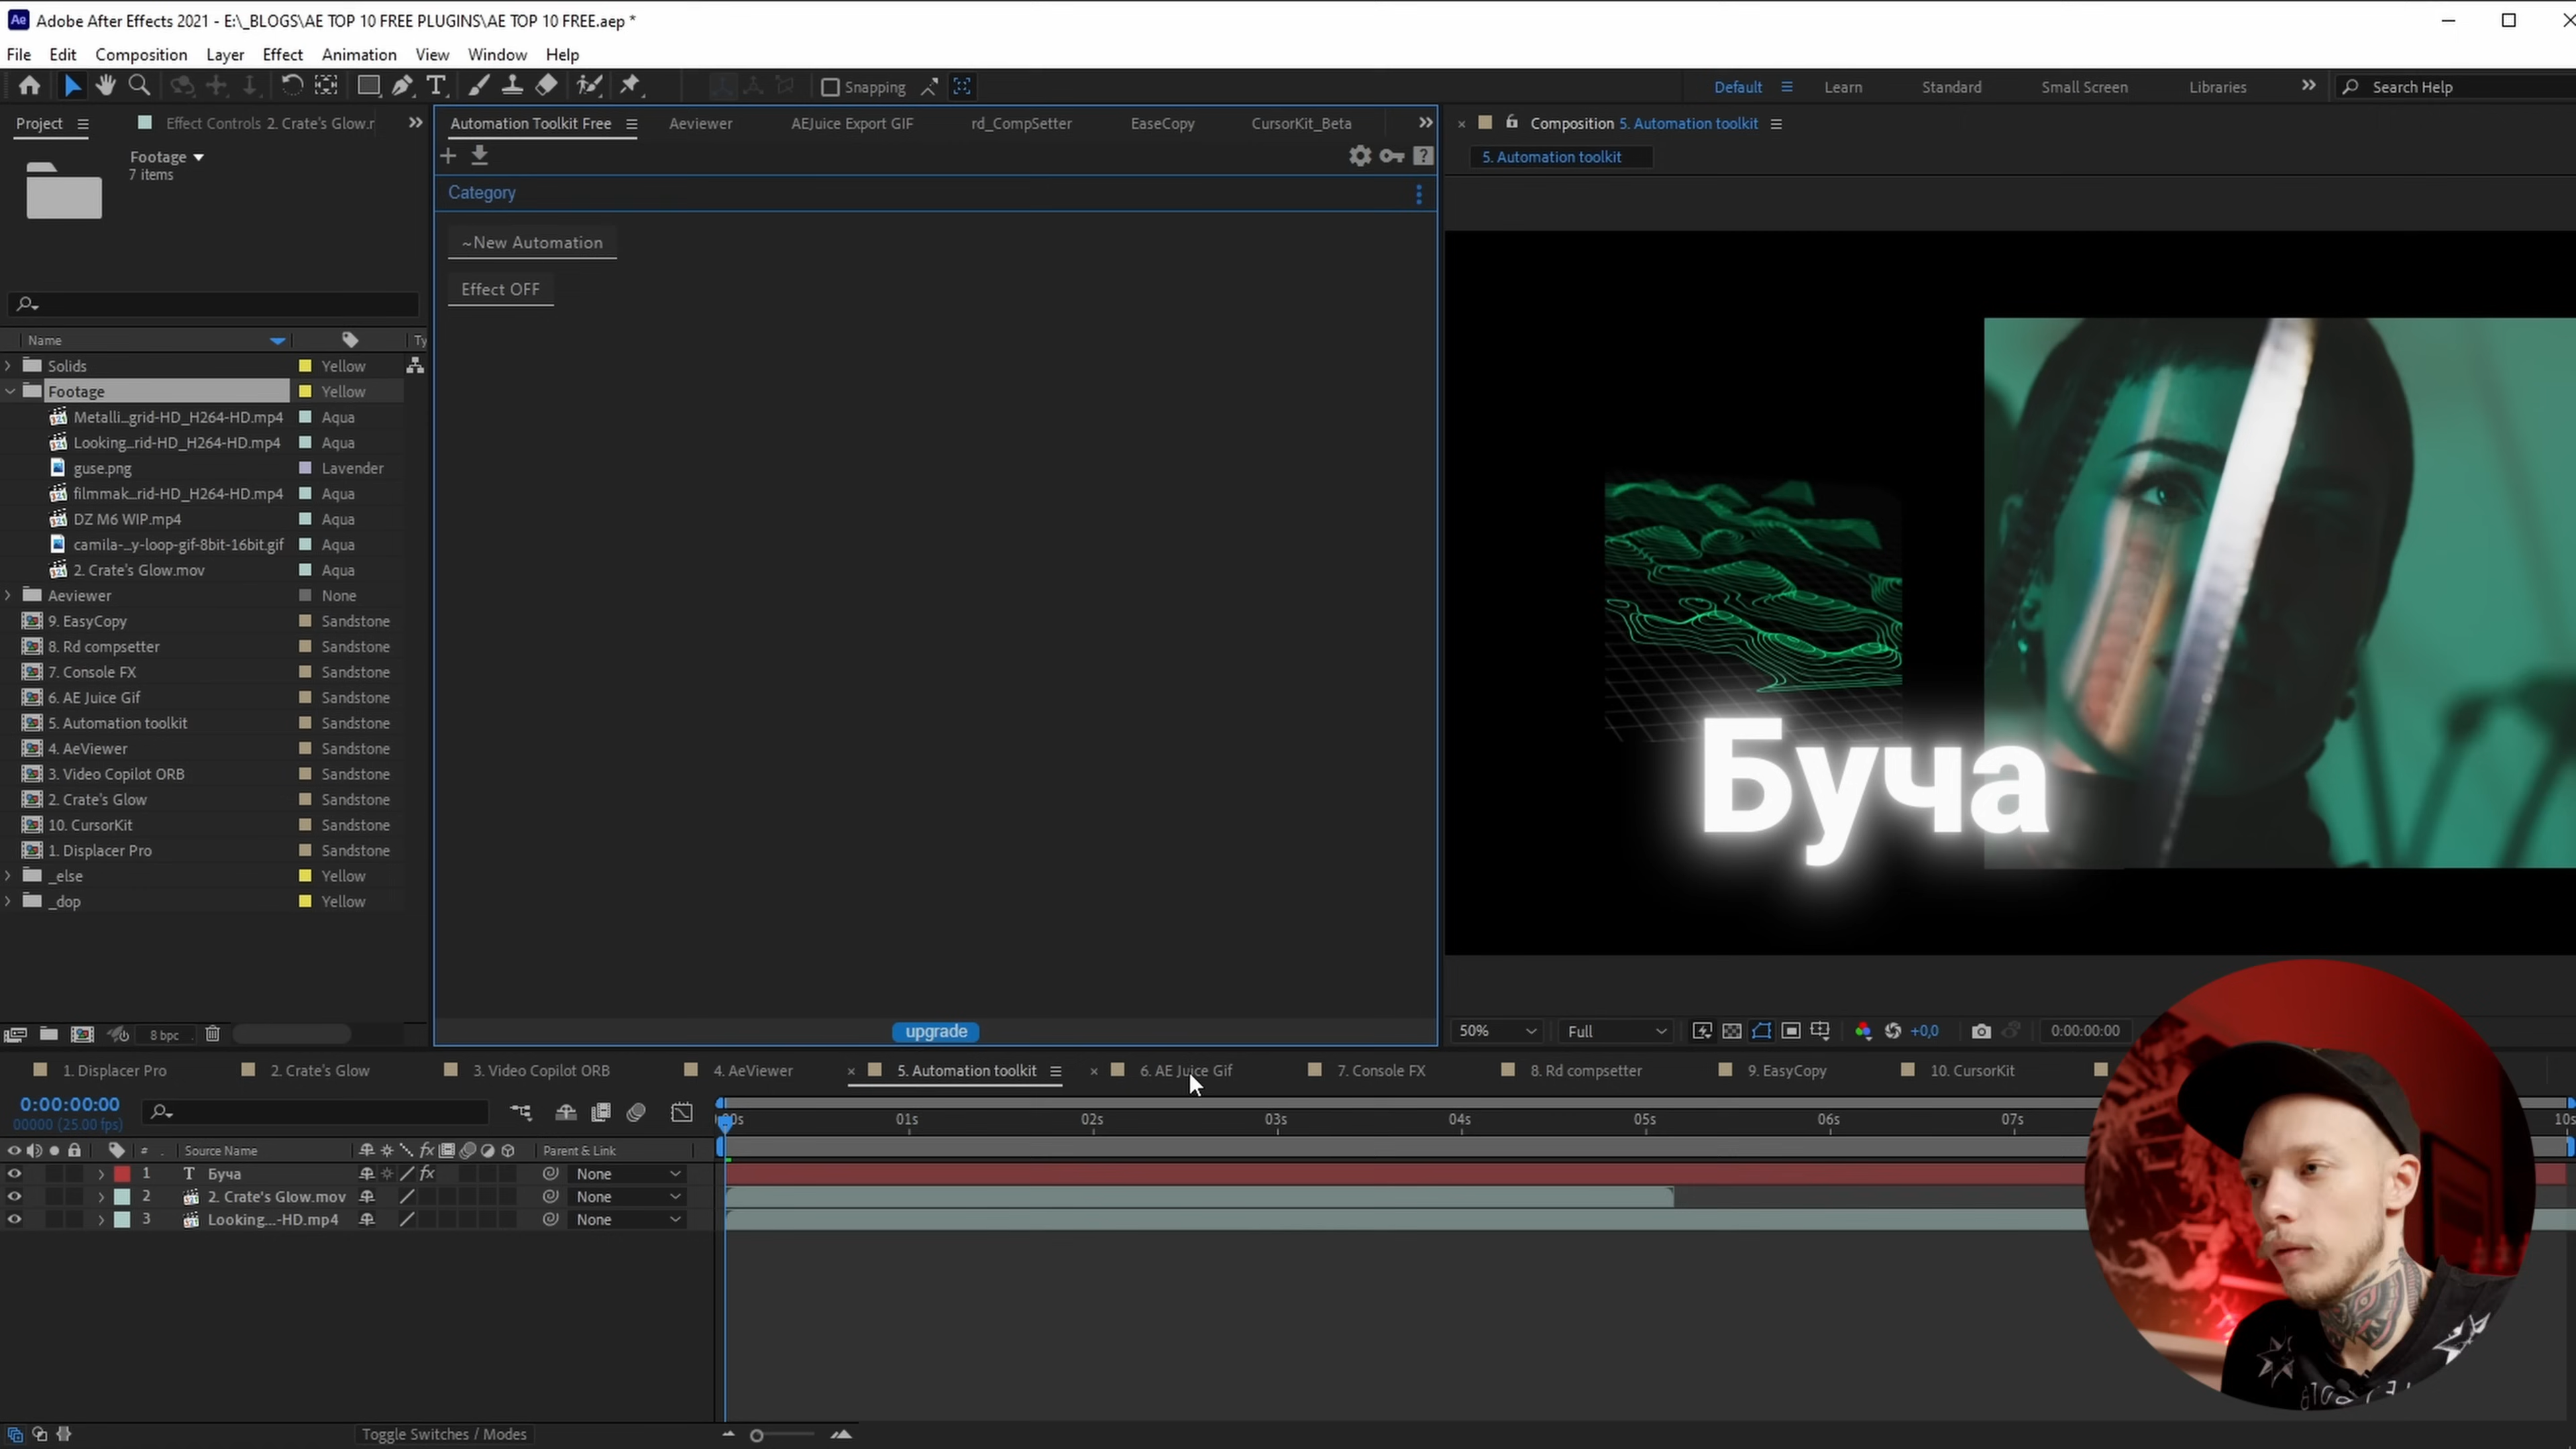 Ae Adobe After Effects 2021 - E:\_BLOGS\AE TOP 10 FREE PLUGINS\AE TOP 10 FREE.aep *
File Edit Composition Layer Effect Animation View Window Help
Snapping
Default Learn Standard Small Screen Libraries Search Help
Project Effect Controls 2. Crate's Glow.r
Footage
7 items
Name Ty
Solids Yellow
Footage Yellow
Metalli_grid-HD_H264-HD.mp4 Aqua
Looking_rid-HD_H264-HD.mp4 Aqua
guse.png Lavender
filmmak_rid-HD_H264-HD.mp4 Aqua
DZ M6 WIP.mp4 Aqua
camila-_y-loop-gif-8bit-16bit.gif Aqua
2. Crate's Glow.mov Aqua
Aeviewer None
9. EasyCopy Sandstone
8. Rd compsetter Sandstone
7. Console FX Sandstone
6. AE Juice Gif Sandstone
5. Automation toolkit Sandstone
4. AeViewer Sandstone
3. Video Copilot ORB Sandstone
2. Crate's Glow Sandstone
10. CursorKit Sandstone
1. Displacer Pro Sandstone
_else Yellow
_dop Yellow
8 bpc
Automation Toolkit Free Aeviewer AEJuice Export GIF rd_CompSetter EaseCopy CursorKit_Beta
Category
~New Automation
Effect OFF
upgrade
Composition 5. Automation toolkit
5. Automation toolkit
Буча
50% Full +0,0 0:00:00:00
1. Displacer Pro 2. Crate's Glow 3. Video Copilot ORB 4. AeViewer 5. Automation toolkit 6. AE Juice Gif 7. Console FX 8. Rd compsetter 9. EasyCopy 10. CursorKit
0:00:00:00
00000 (25.00 fps)
00s 01s 02s 03s 04s 05s 06s 07s 10s
# Source Name fx Parent & Link
1 T Буча fx None
2 2. Crate's Glow.mov None
3 Looking...-HD.mp4 None
Toggle Switches / Modes